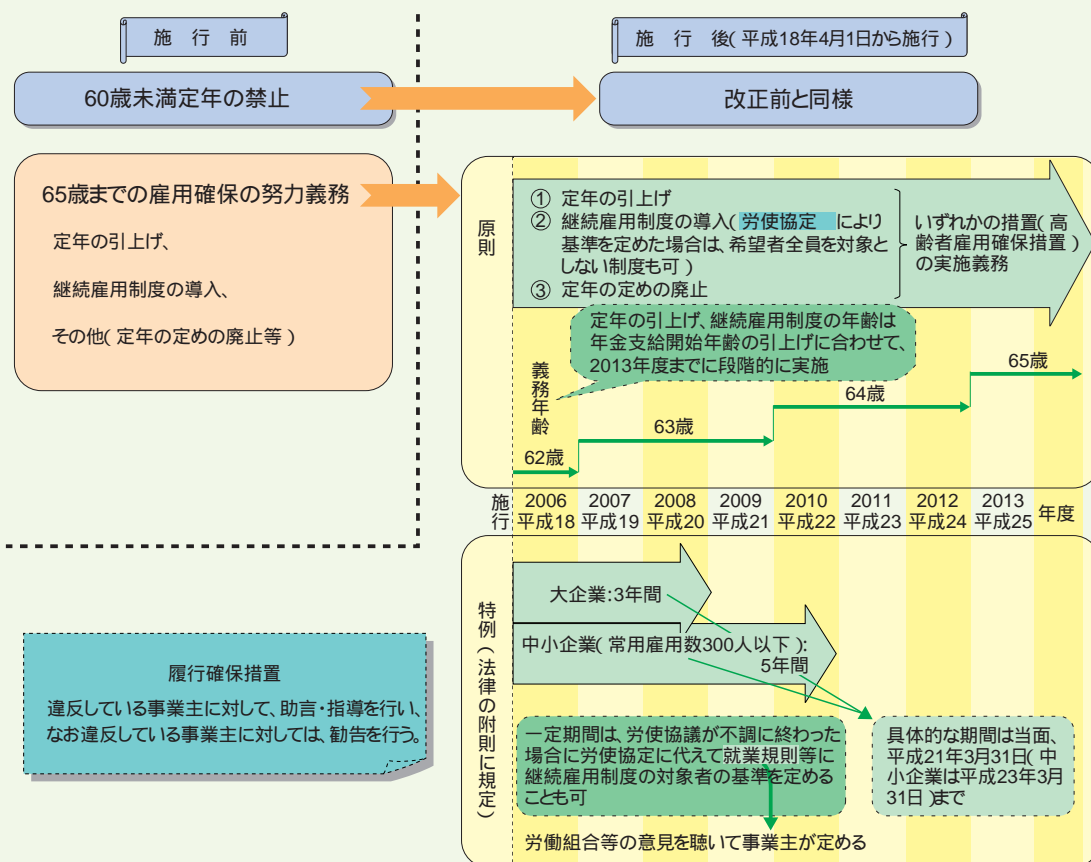 施 行 前
施 行 後(平成18年4月1日から施行)
60歳未満定年の禁止
改正前と同様
65歳までの雇用確保の努力義務
定年の引上げ、
継続雇用制度の導入、
その他(定年の定めの廃止等)
原則
① 定年の引上げ
② 継続雇用制度の導入(労使協定により
基準を定めた場合は、希望者全員を対象と
しない制度も可)
③ 定年の定めの廃止
いずれかの措置(高
齢者雇用確保措置)
の実施義務
定年の引上げ、継続雇用制度の年齢は
年金支給開始年齢の引上げに合わせて、
2013年度までに段階的に実施
義務年齢
62歳
63歳
64歳
65歳
施行
2006 2007 2008 2009 2010 2011 2012 2013
平成18 平成19 平成20 平成21 平成22 平成23 平成24 平成25
年度
履行確保措置
違反している事業主に対して、助言・指導を行い、
なお違反している事業主に対しては、勧告を行う。
特例(法律の附則に規定)
大企業:3年間
中小企業(常用雇用数300人以下):
5年間
一定期間は、労使協議が不調に終わった
場合に労使協定に代えて就業規則等に
継続雇用制度の対象者の基準を定める
ことも可
具体的な期間は当面、
平成21年3月31日(中
小企業は平成23年3月
31日)まで
労働組合等の意見を聴いて事業主が定める